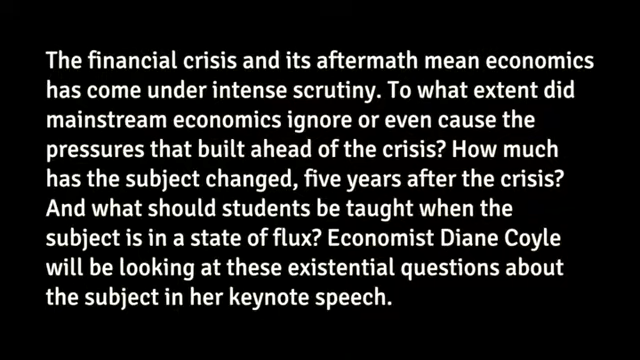 The financial crisis and its aftermath mean economics
has come under intense scrutiny. To what extent did
mainstream economics ignore or even cause the
pressures that built ahead of the crisis? How much
has the subject changed, five years after the crisis?
And what should students be taught when the
subject is in a state of flux? Economist Diane Coyle
will be looking at these existential questions about
the subject in her keynote speech.